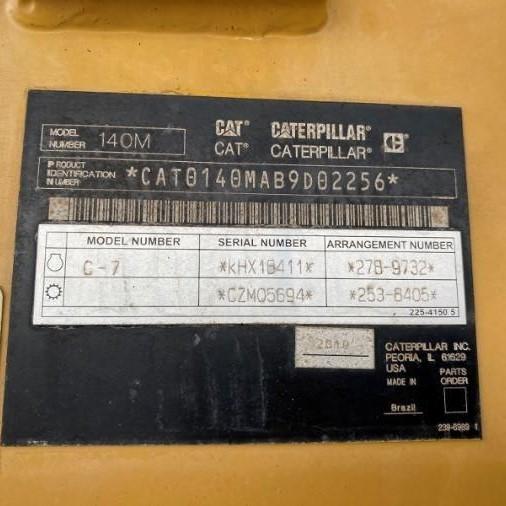 MODEL NUMBER 140M
CAT® CATERPILLAR®
CAT® CATERPILLAR®
PRODUCT IDENTIFICATION NUMBER *CAT0140MAB9D02256*
MODEL NUMBER SERIAL NUMBER ARRANGEMENT NUMBER
C-7 *KHX18411* *278-9732*
*CZM05694* *253-8405*
225-4150 5
2010
CATERPILLAR INC.
PEORIA, IL 61629
USA
MADE IN
Brazil
PARTS ORDER
239-6989 1